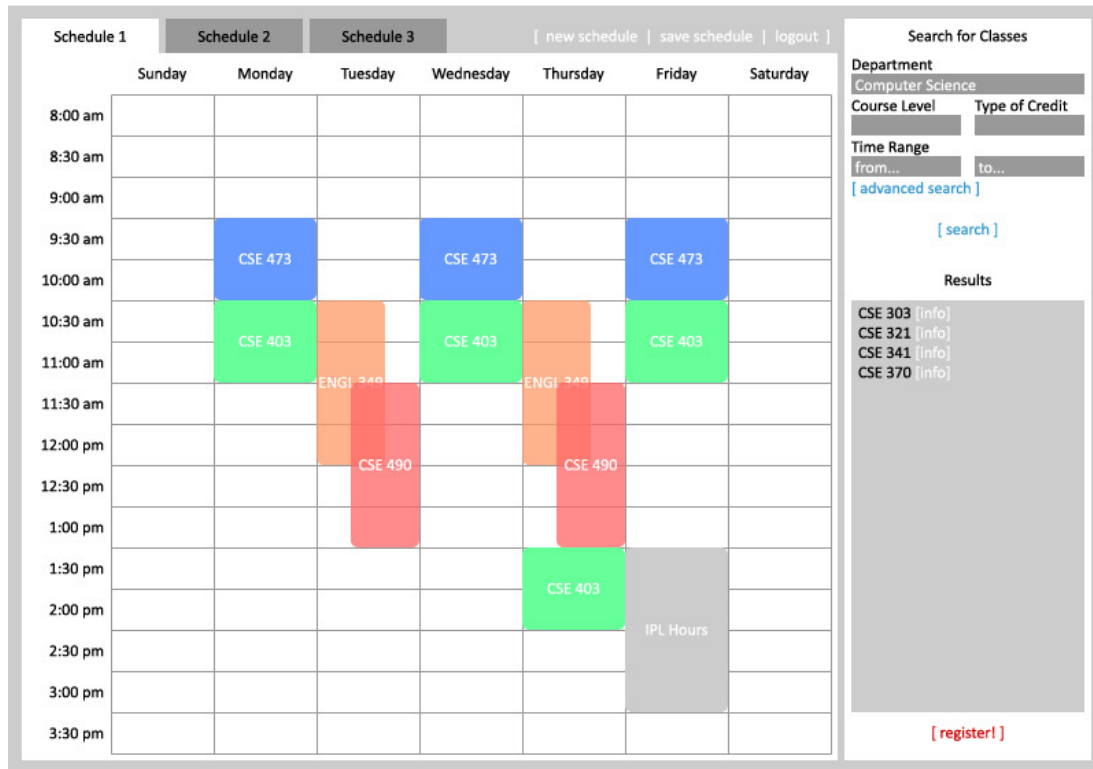 Schedule 1 Schedule 2 Schedule 3 [ new schedule | save schedule | logout ]
Sunday Monday Tuesday Wednesday Thursday Friday Saturday
8:00 am
8:30 am
9:00 am
9:30 am
CSE 473 CSE 473 CSE 473
10:00 am
10:30 am
CSE 403 CSE 403 CSE 403
11:00 am
ENGL 349 ENGL 349
11:30 am
12:00 pm
CSE 490 CSE 490
12:30 pm
1:00 pm
1:30 pm
CSE 403
2:00 pm
IPL Hours
2:30 pm
3:00 pm
3:30 pm
Search for Classes
Department
Computer Science
Course Level Type of Credit
Time Range
from... to...
[ advanced search ]
[ search ]
Results
CSE 303 [info]
CSE 321 [info]
CSE 341 [info]
CSE 370 [info]
[ register! ]